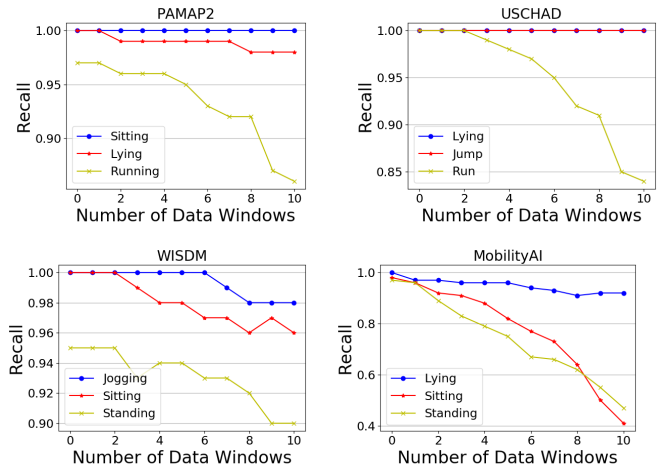 PAMAP2
1.00
0.95
0.90
Recall
Sitting
Lying
Running
0 2 4 6 8 10
Number of Data Windows
USCHAD
1.00
0.95
0.90
0.85
Recall
Lying
Jump
Run
0 2 4 6 8 10
Number of Data Windows
WISDM
1.00
0.98
0.96
0.94
0.92
0.90
Recall
Jogging
Sitting
Standing
0 2 4 6 8 10
Number of Data Windows
MobilityAI
1.0
0.8
0.6
0.4
Recall
Lying
Sitting
Standing
0 2 4 6 8 10
Number of Data Windows